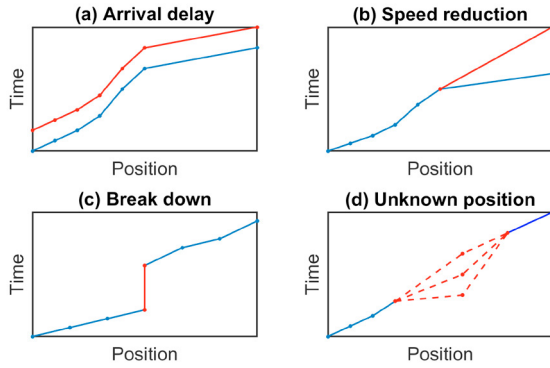 (a) Arrival delay
Time
Position
(b) Speed reduction
Time
Position
(c) Break down
Time
Position
(d) Unknown position
Time
Position